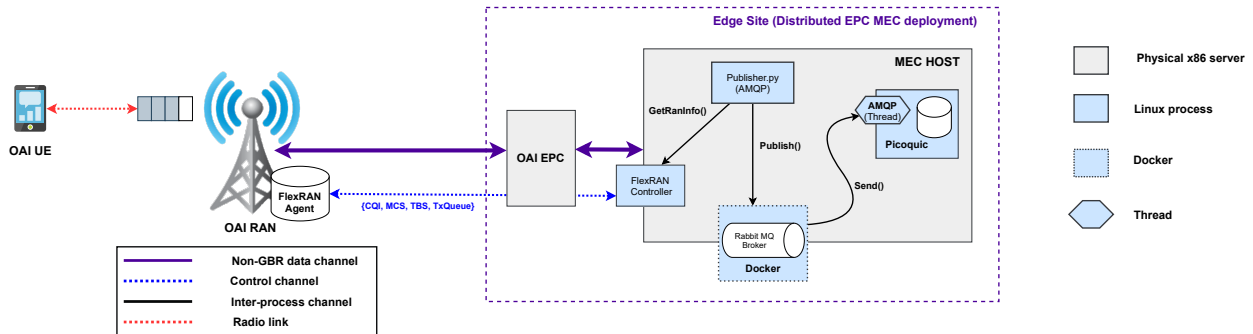 Edge Site (Distributed EPC MEC deployment)
MEC HOST
Publisher.py
(AMQP)
AMQP
(Thread)
Picoquic
GetRanInfo()
Publish()
Send()
OAI EPC
FlexRAN
Controller
Rabbit MQ
Broker
Docker
OAI UE
FlexRAN
Agent
OAI RAN
{CQI, MCS, TBS, TxQueue}
Non-GBR data channel
Control channel
Inter-process channel
Radio link
Physical x86 server
Linux process
Docker
Thread